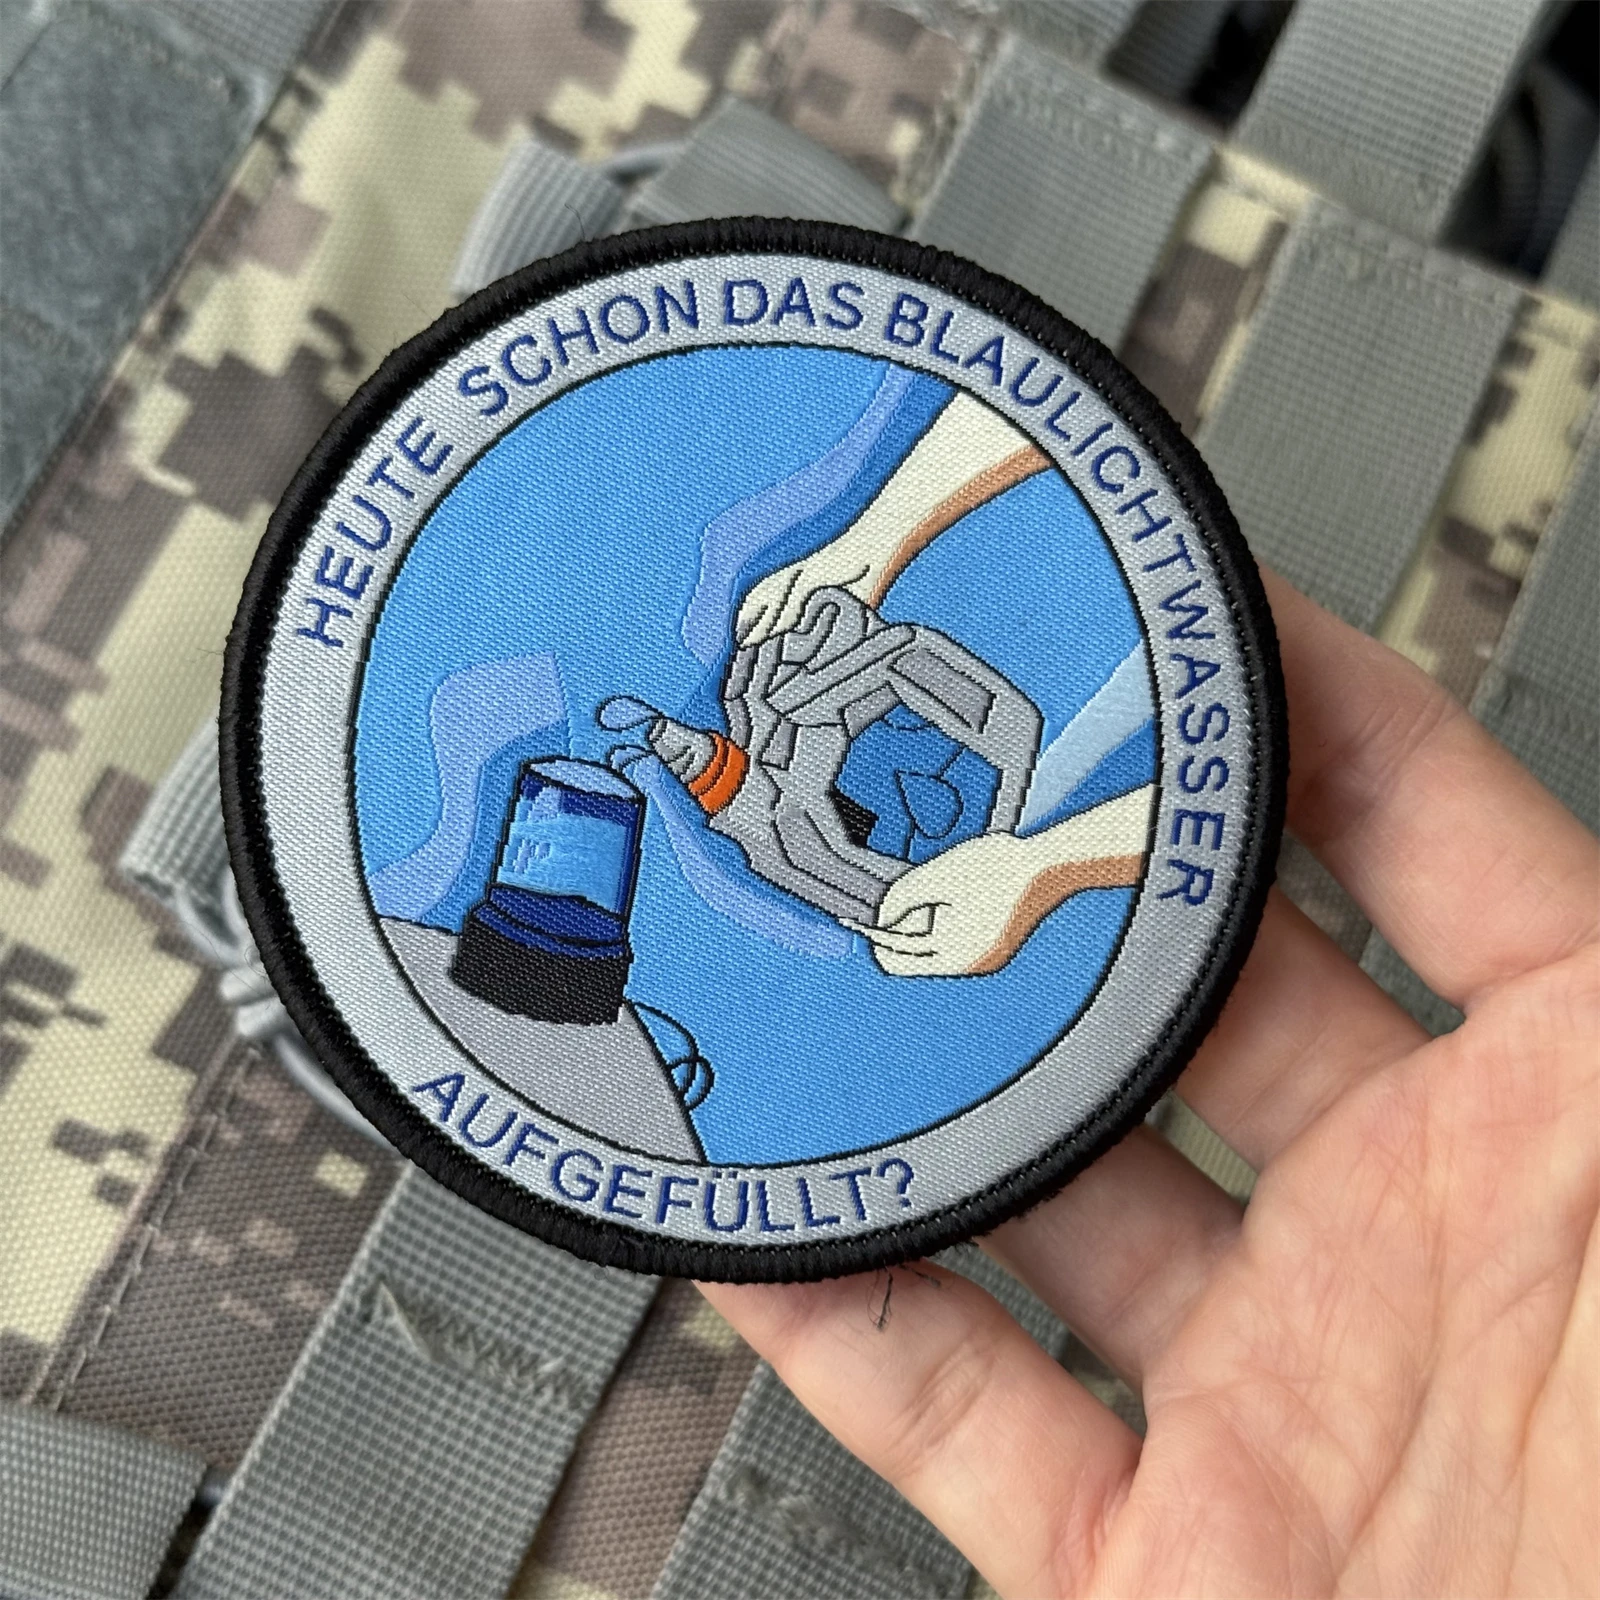 HEUTE SCHON DAS BLAULICHTWASSER
AUFGEFÜLLT?